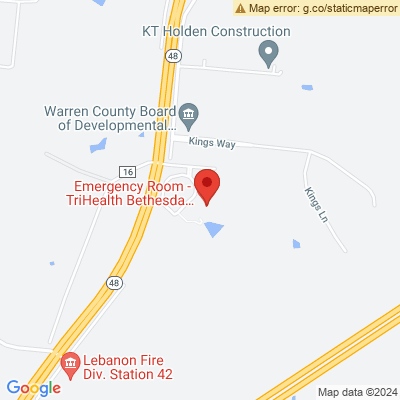 Map error: g.co/staticmaperror
KT Holden Construction
48
Warren County Board
of Developmental...
Kings Way
16
Emergency Room -
TriHealth Bethesda...
Kings Ln
48
Lebanon Fire
Div. Station 42
Google
Map data ©2024